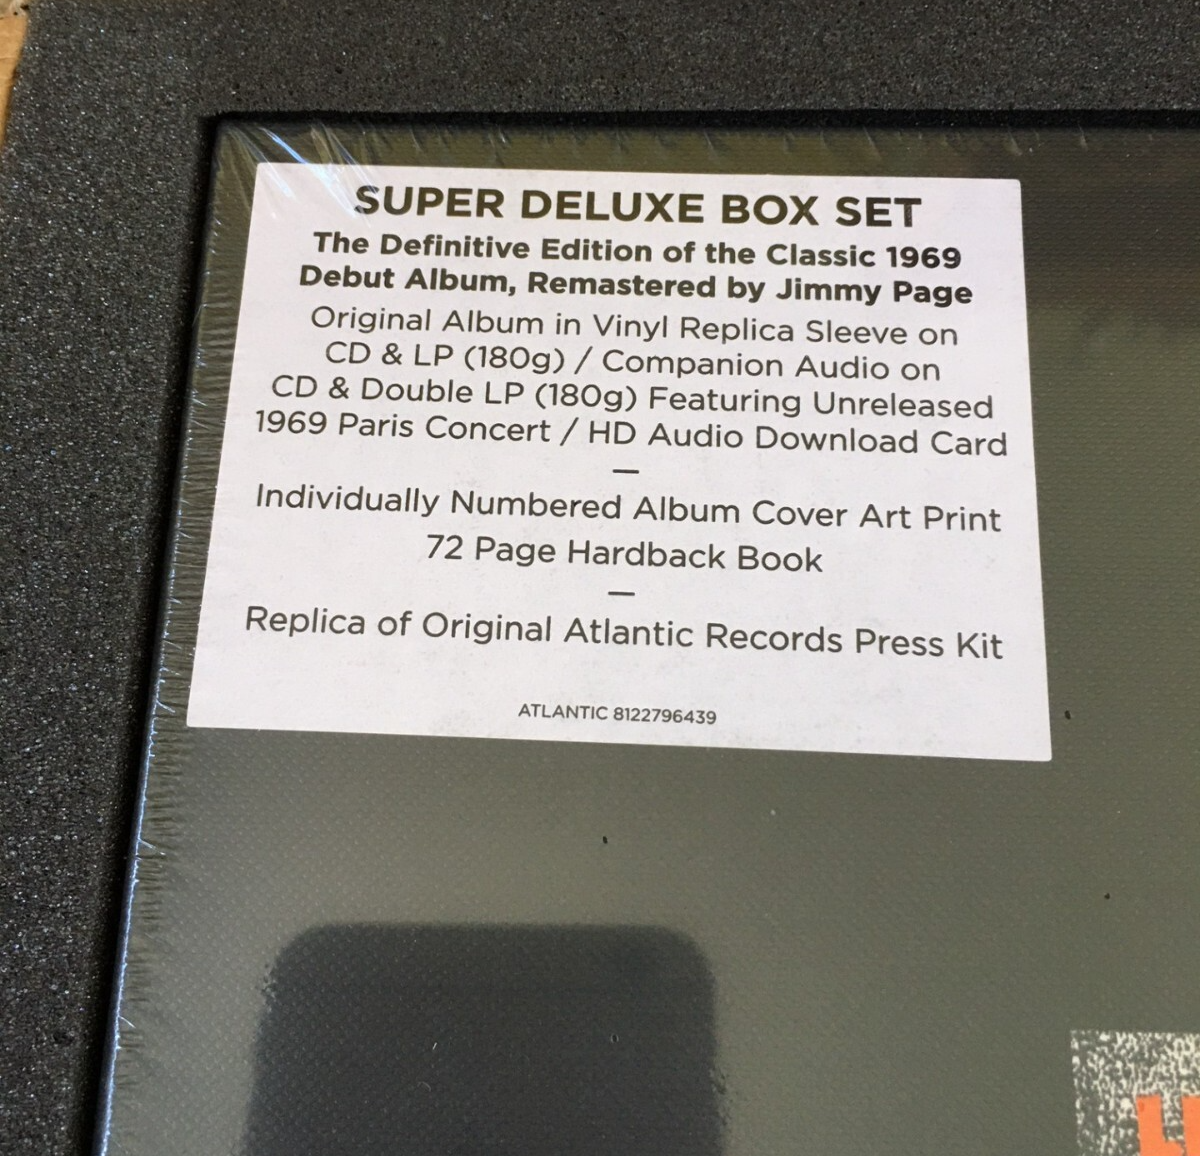 SUPER DELUXE BOX SET
The Definitive Edition of the Classic 1969
Debut Album, Remastered by Jimmy Page
Original Album in Vinyl Replica Sleeve on
CD & LP (180g) / Companion Audio on
CD & Double LP (180g) Featuring Unreleased
1969 Paris Concert / HD Audio Download Card
—
Individually Numbered Album Cover Art Print
72 Page Hardback Book
—
Replica of Original Atlantic Records Press Kit
ATLANTIC 8122796439